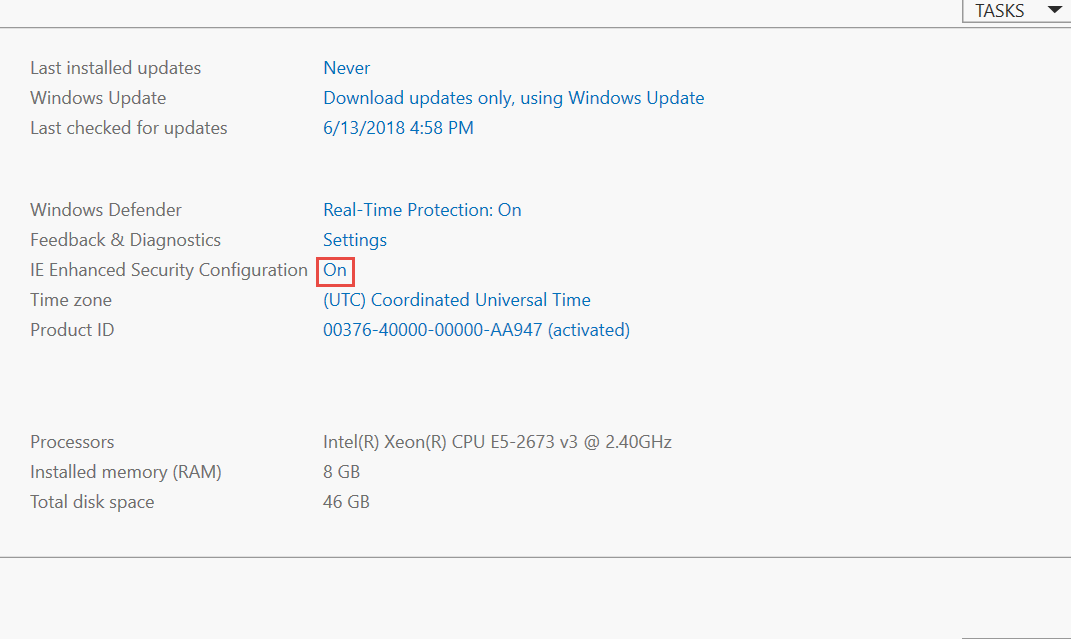 TASKS
Last installed updates Never
Windows Update Download updates only, using Windows Update
Last checked for updates 6/13/2018 4:58 PM
Windows Defender Real-Time Protection: On
Feedback & Diagnostics Settings
IE Enhanced Security Configuration On
Time zone (UTC) Coordinated Universal Time
Product ID 00376-40000-00000-AA947 (activated)
Processors Intel(R) Xeon(R) CPU E5-2673 v3 @ 2.40GHz
Installed memory (RAM) 8 GB
Total disk space 46 GB